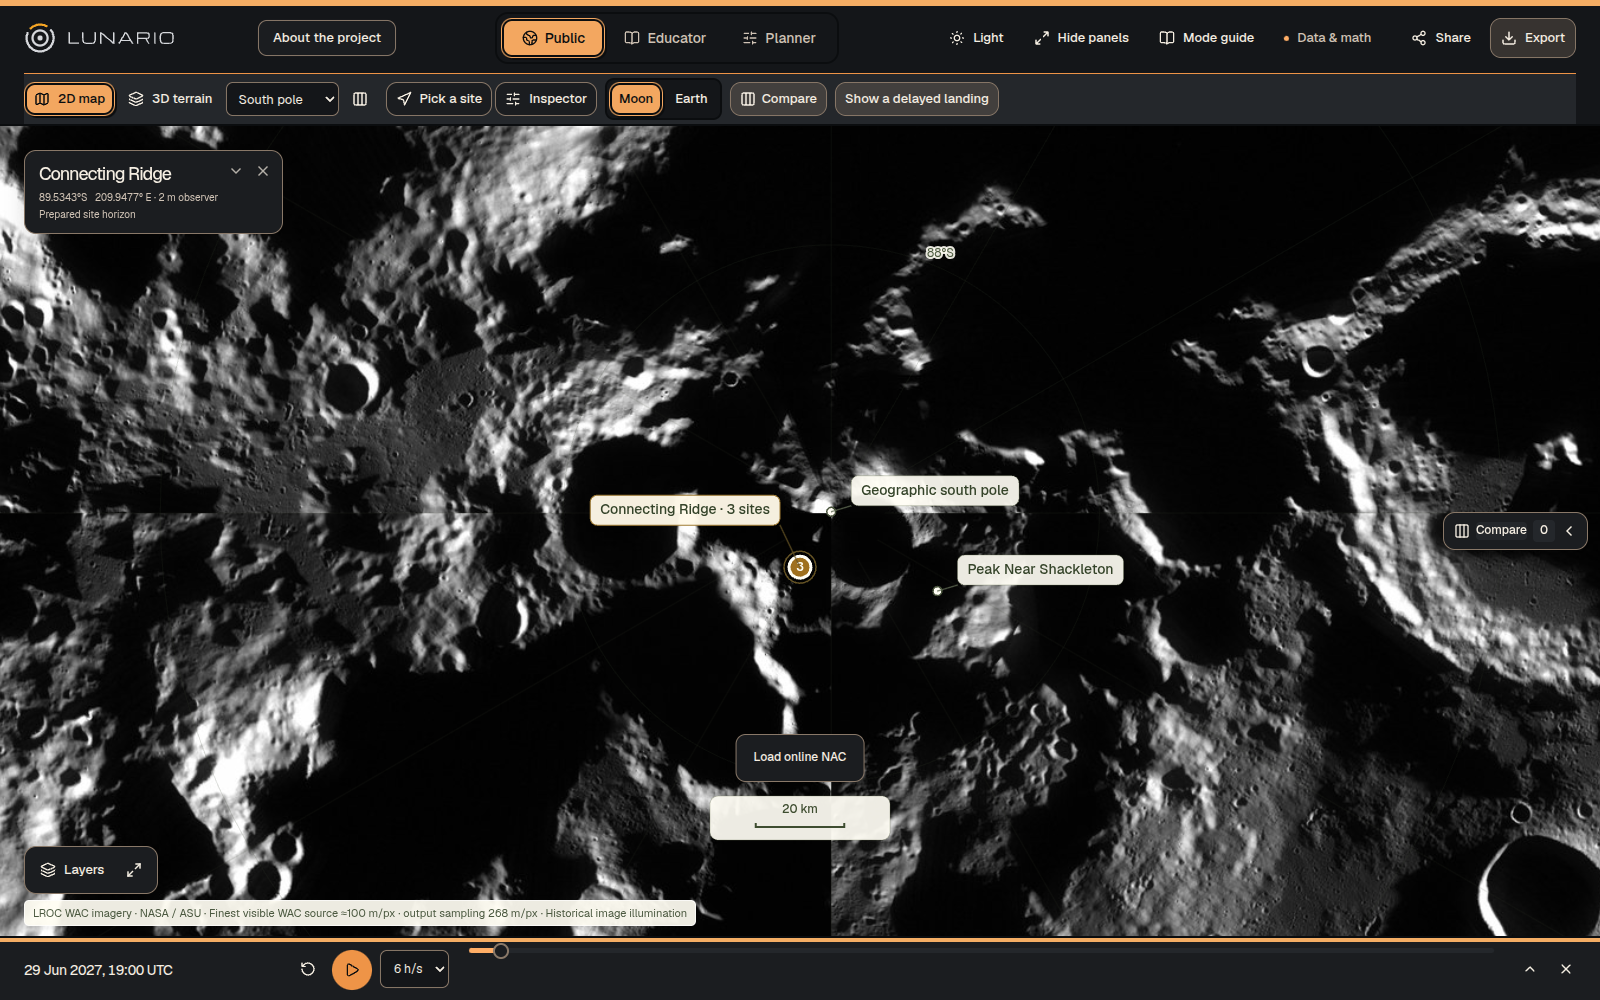 LUNARIO
About the project
Public
Educator
Planner
Light
Hide panels
Mode guide
Data & math
Share
Export
2D map
3D terrain
South pole
Pick a site
Inspector
Moon
Earth
Compare
Show a delayed landing
Connecting Ridge
89.5343°S 209.9477° E · 2 m observer
Prepared site horizon
88°S
Geographic south pole
Connecting Ridge · 3 sites
3
Peak Near Shackleton
Compare 0
Load online NAC
20 km
Layers
LROC WAC imagery · NASA / ASU · Finest visible WAC source ≈100 m/px · output sampling 268 m/px · Historical image illumination
29 Jun 2027, 19:00 UTC
6 h/s